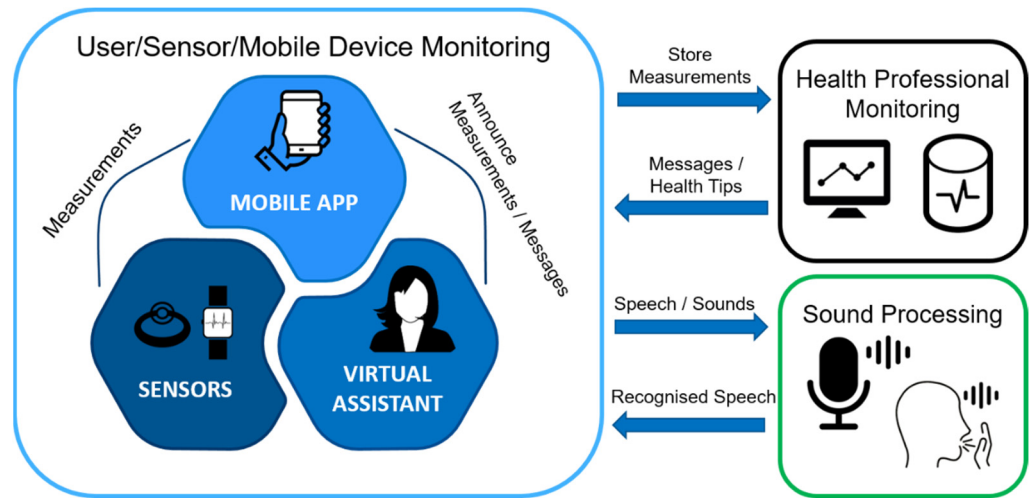 User/Sensor/Mobile Device Monitoring
Measurements
Announce
Measurements / Messages
MOBILE APP
SENSORS
VIRTUAL
ASSISTANT
Store
Measurements
Messages /
Health Tips
Speech / Sounds
Recognised Speech
Health Professional
Monitoring
Sound Processing